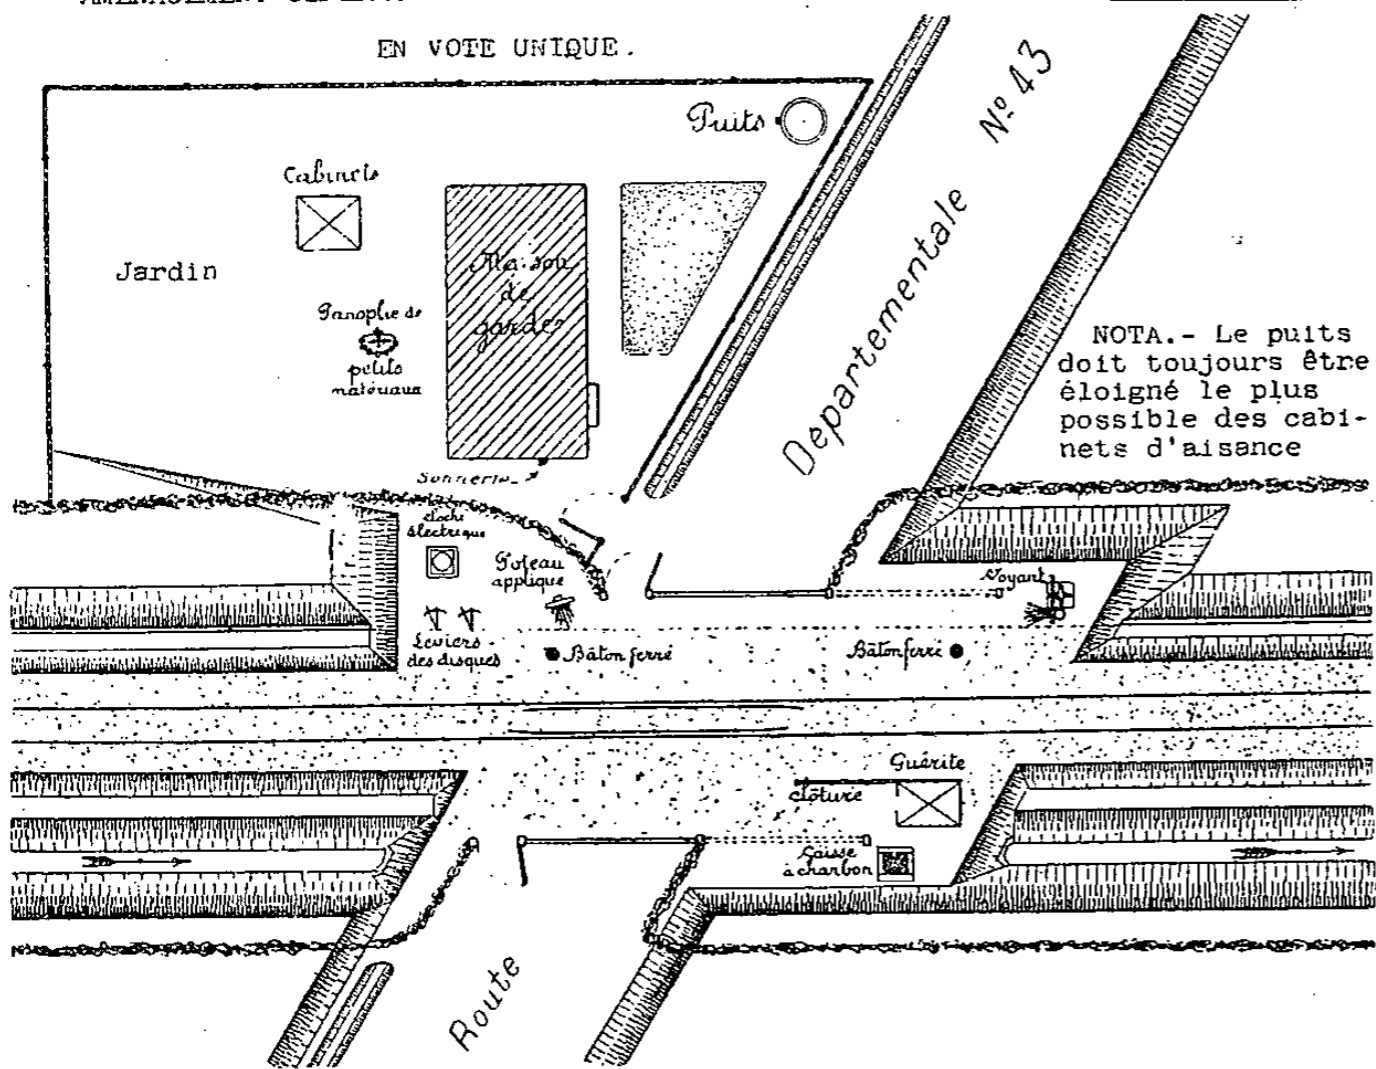 EN VOTE UNIQUE.
Nº 43
Puits
Cabinets
Jardin
Maison
de
garde
Panoplie de
petits
matériaux
Departementale
NOTA.- Le puits
doit toujours être
éloigné le plus
possible des cabi-
nets d'aisance
Sonnerie
Cloche
électrique
Poteau
applique
Voyant
Leviers
des disques
Bâton ferré
Bâton ferré
Guérite
clôture
Caisse
à charbon
Route